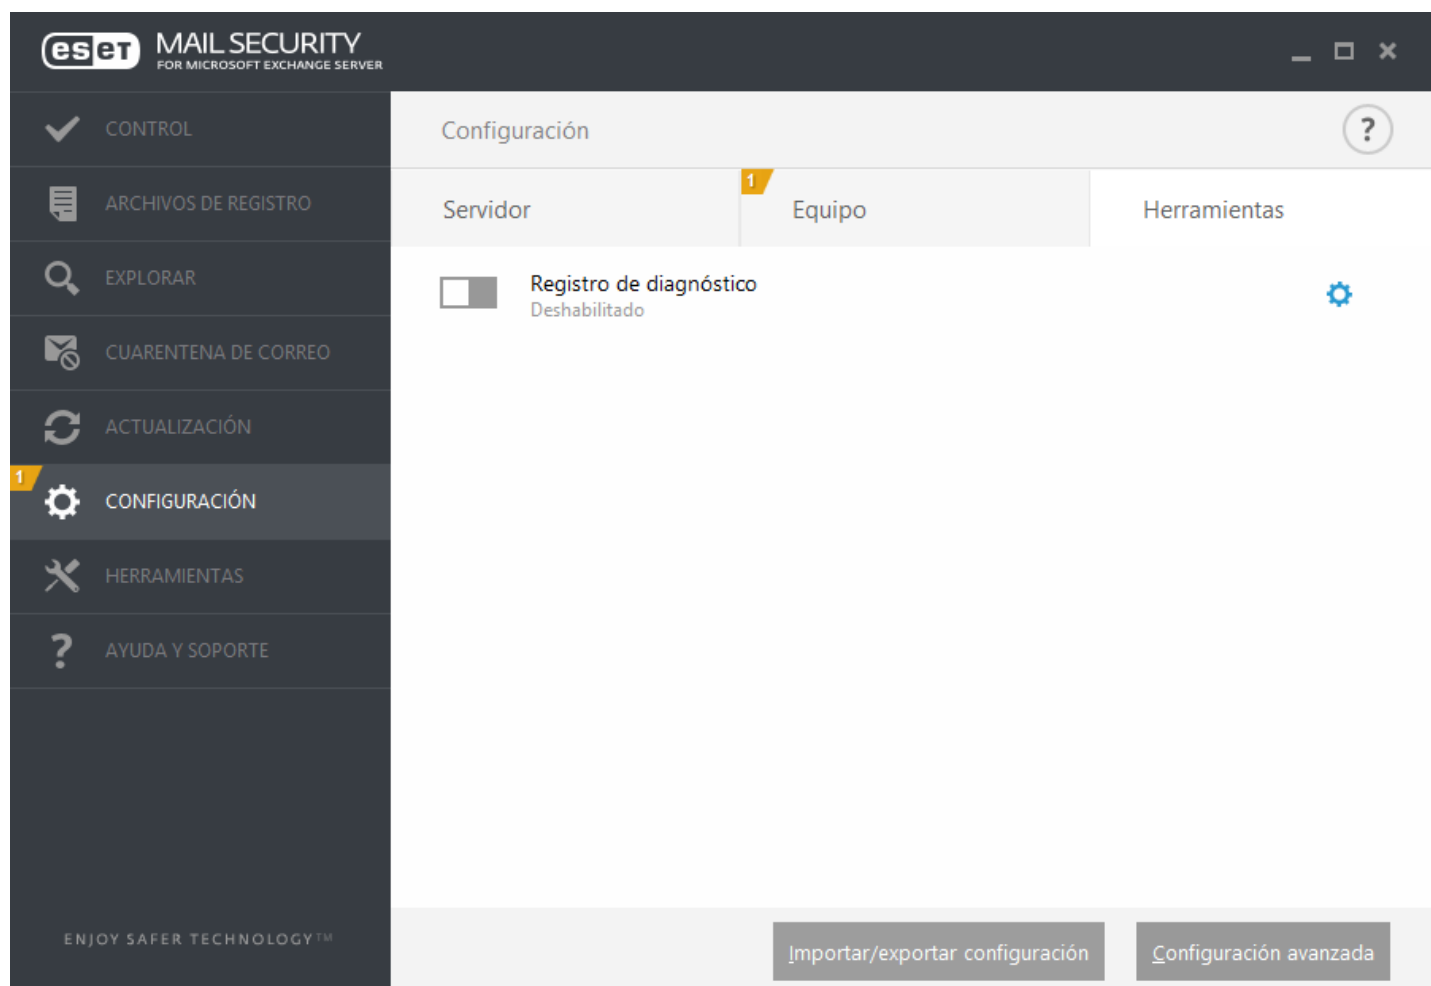 eset MAIL SECURITY
FOR MICROSOFT EXCHANGE SERVER
CONTROL
ARCHIVOS DE REGISTRO
EXPLORAR
CUARENTENA DE CORREO
ACTUALIZACIÓN
1
CONFIGURACIÓN
HERRAMIENTAS
? AYUDA Y SOPORTE
ENJOY SAFER TECHNOLOGY™
Configuración ?
Servidor
1
Equipo
Herramientas
Registro de diagnóstico
Deshabilitado
Importar/exportar configuración
Configuración avanzada